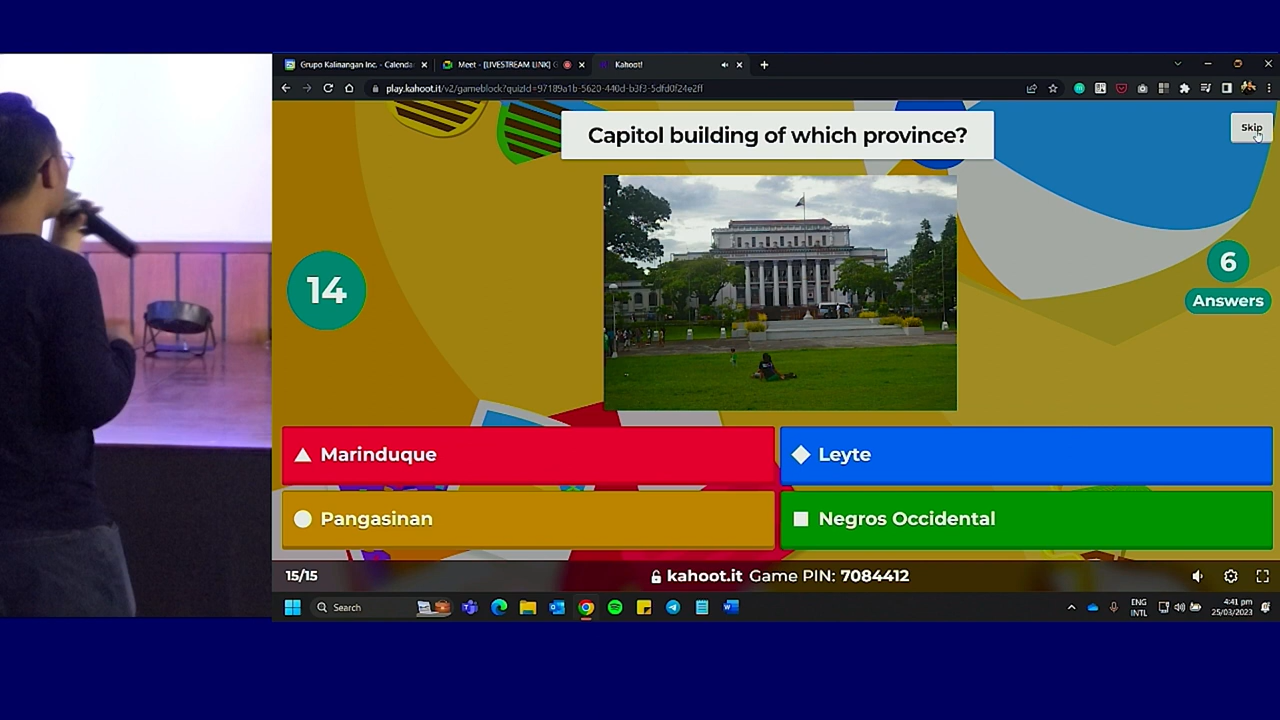 Grupo Kalinangan Inc. - Calenda
Meet - [LIVESTREAM LINK] G
Kahoot!
play.kahoot.it/v2/gameblock?quizId=97189a1b-5620-440d-b3f3-5dfd0f24e2ff
Capitol building of which province?
Skip
14
6
Answers
Marinduque
Leyte
Pangasinan
Negros Occidental
15/15
kahoot.it Game PIN: 7084412
Search
ENG
INTL
4:41 pm
25/03/2023